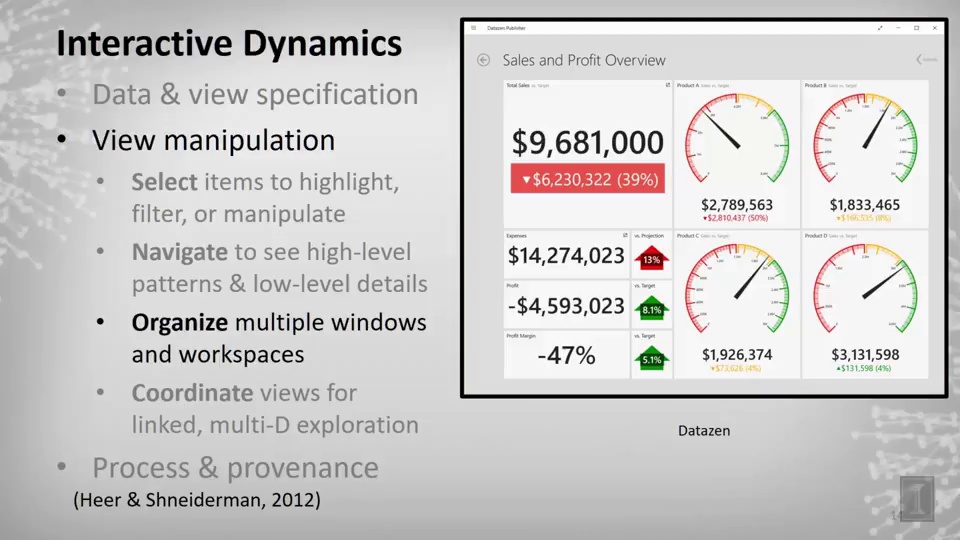 Interactive Dynamics
• Data & view specification
• View manipulation
• Select items to highlight,
filter, or manipulate
• Navigate to see high-level
patterns & low-level details
• Organize multiple windows
and workspaces
• Coordinate views for
linked, multi-D exploration
• Process & provenance
(Heer & Shneiderman, 2012)
Datazen Publisher
Sales and Profit Overview
Total Sales vs. Target
$9,681,000
▼$6,230,322 (39%)
Product A Sales vs. Target
$2,789,563
▼$2,810,437 (50%)
Product B Sales vs. Target
$1,833,465
Expenses
$14,274,023
vs. Projection
13%
Profit
-$4,593,023
vs. Target
8.1%
Profit Margin
-47%
vs. Target
5.1%
Product C Sales vs. Target
$1,926,374
▼$73,626 (4%)
Product D Sales vs. Target
$3,131,598
▲$131,598 (4%)
Datazen